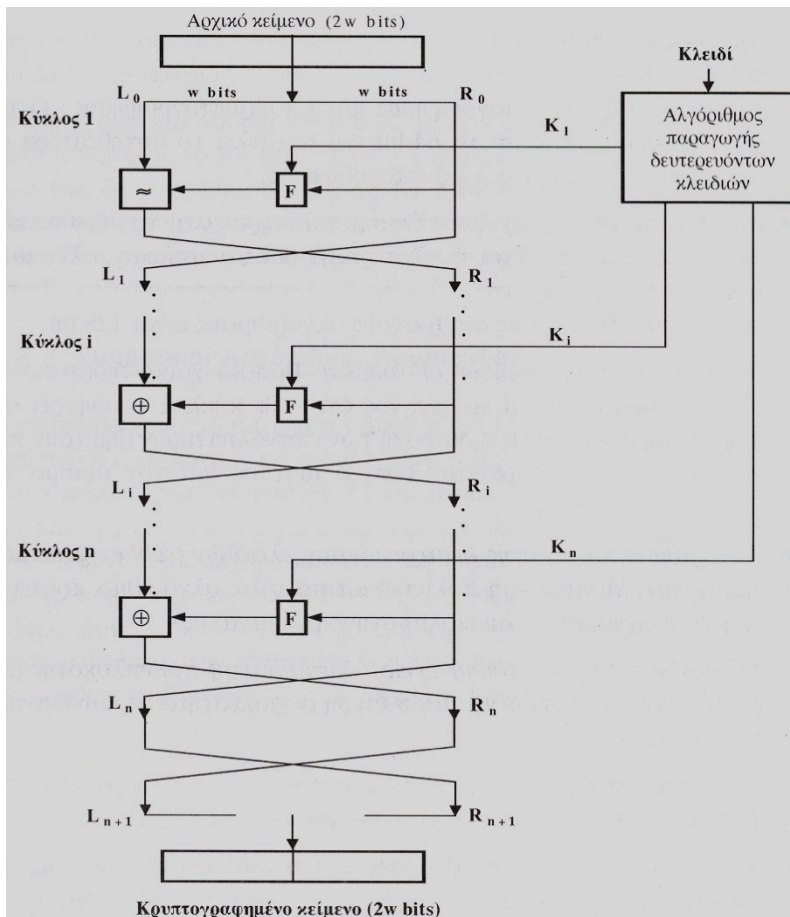 Αρχικό κείμενο (2w bits)
Κλειδί
L0 w bits w bits R0
Κύκλος 1
K1
Αλγόριθμος
παραγωγής
δευτερευόντων
κλειδιών
≈ F
L1 R1
Κύκλος i
Ki
⊕ F
Li Ri
Κύκλος n
Kn
⊕ F
Ln Rn
Ln+1 Rn+1
Κρυπτογραφημένο κείμενο (2w bits)